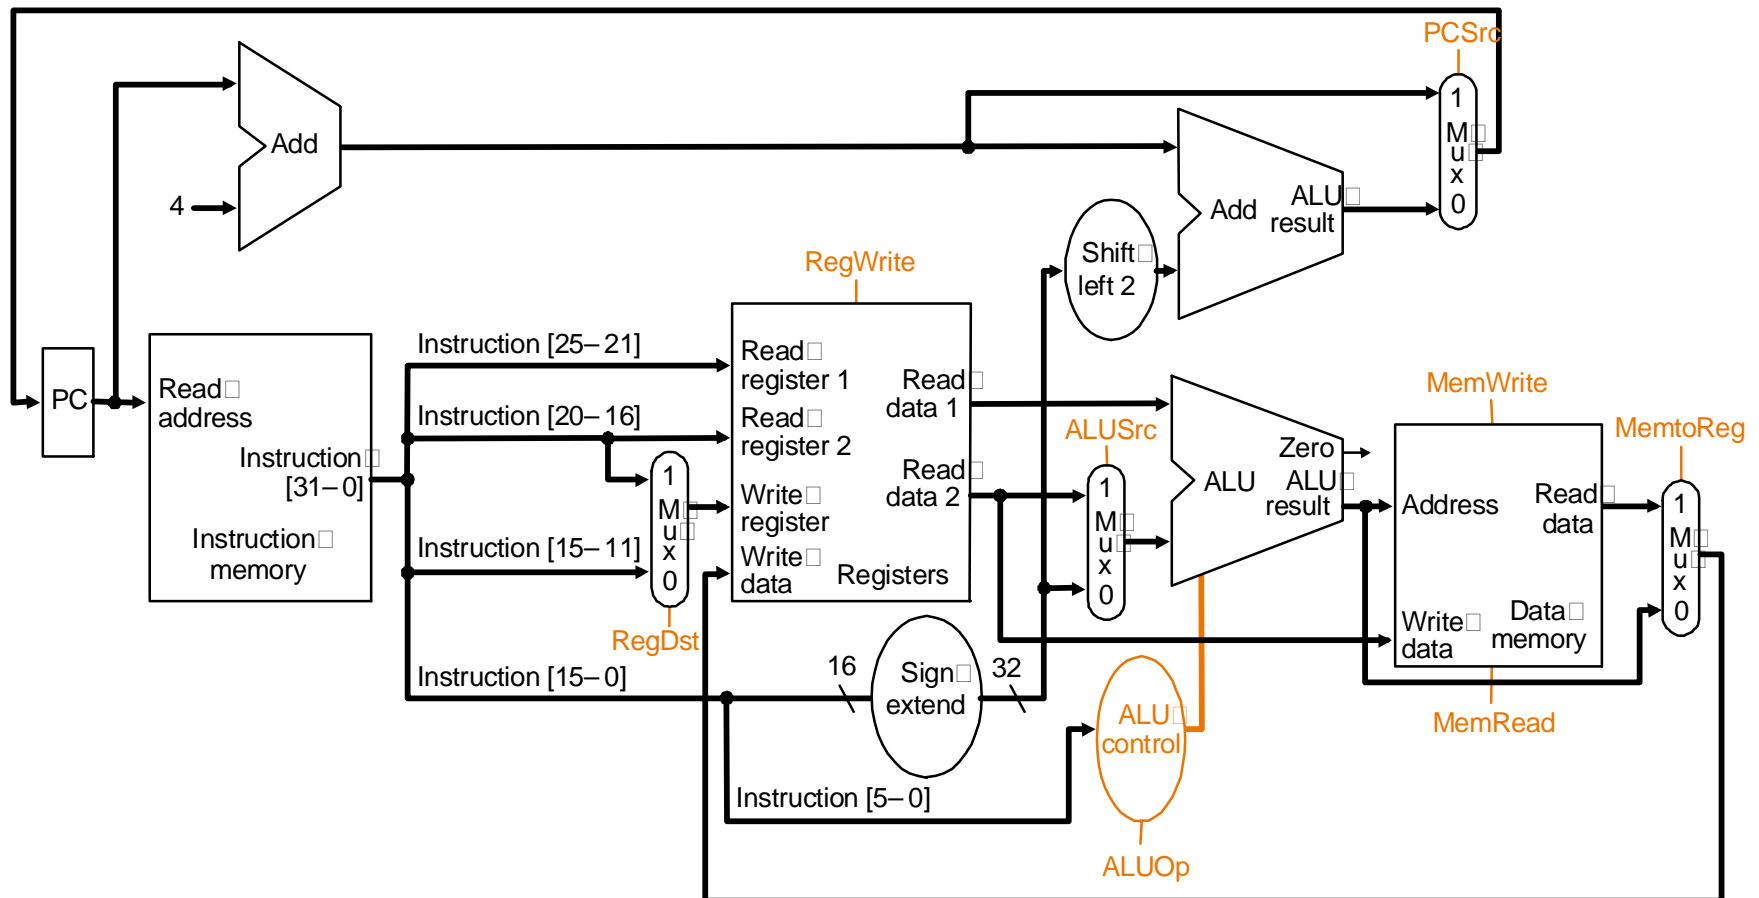 PCSrc
1
M
u
x
0
Add
4
Add
ALU
result
Shift
left 2
RegWrite
PC
Read
address
Instruction
[31–0]
Instruction
memory
Instruction [25–21]
Instruction [20–16]
Instruction [15–11]
Instruction [15–0]
Instruction [5–0]
1
M
u
x
0
RegDst
Read
register 1
Read
register 2
Write
register
Write
data
Read
data 1
Read
data 2
Registers
16
Sign
extend
32
ALUSrc
1
M
u
x
0
Zero
ALU
ALU
result
ALU
control
ALUOp
MemWrite
Address
Read
data
Write
data
Data
memory
MemRead
MemtoReg
1
M
u
x
0